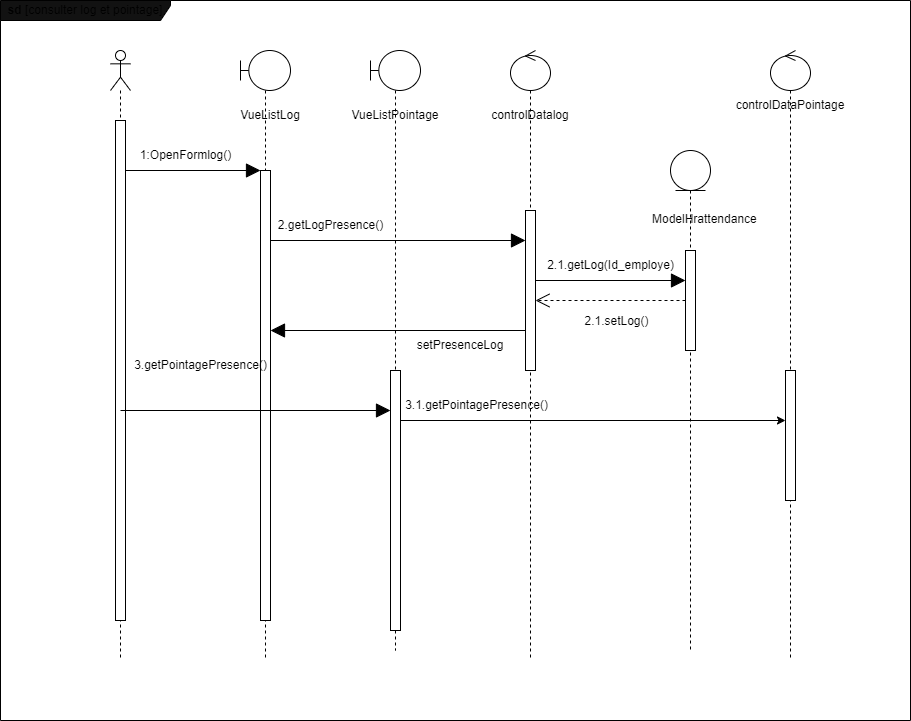 sd [consulter log et pointage]
VueListLog
VueListPointage
controlDatalog
controlDataPointage
1:OpenFormlog()
ModelHrattendance
2.getLogPresence()
2.1.getLog(Id_employe)
2.1.setLog()
setPresenceLog
3.getPointagePresence()
3.1.getPointagePresence()